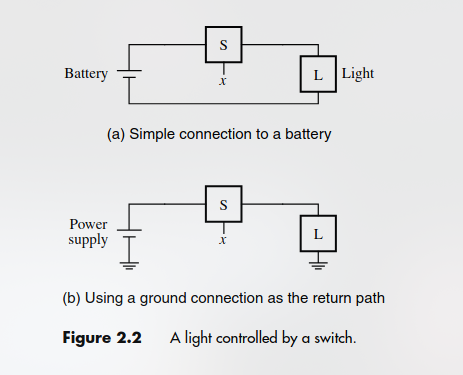 S
Battery
x
L Light
(a) Simple connection to a battery
S
Power
supply
x
L
(b) Using a ground connection as the return path
Figure 2.2 A light controlled by a switch.